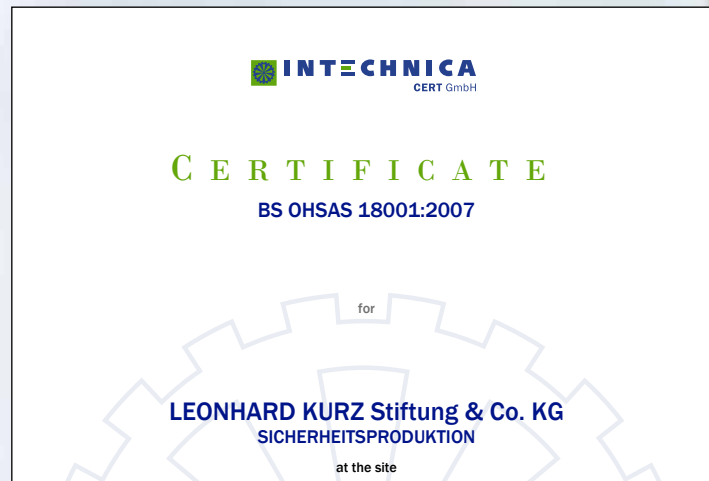 INTECHNICA
CERT GmbH
CERTIFICATE
BS OHSAS 18001:2007
for
LEONHARD KURZ Stiftung & Co. KG
SICHERHEITSPRODUKTION
at the site